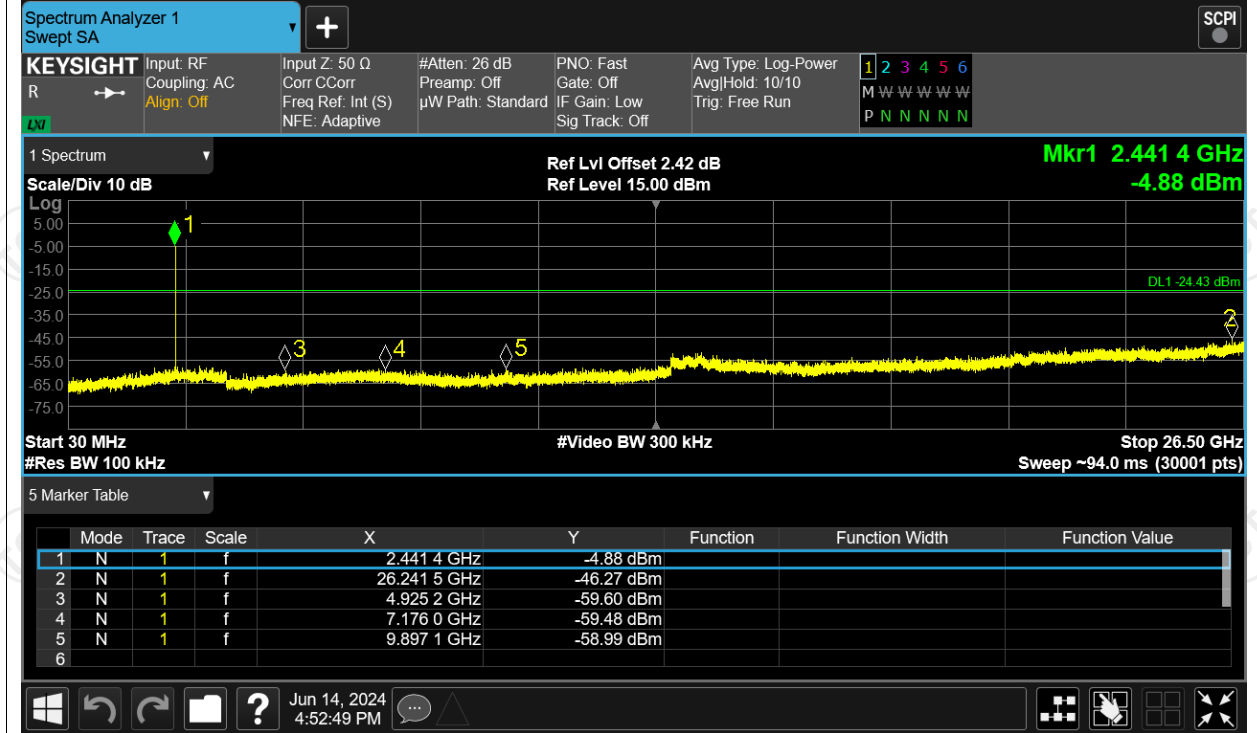 Spectrum Analyzer 1
Swept SA
SCPI
KEYSIGHT
R
LXI
Input: RF
Coupling: AC
Align: Off
Input Z: 50 Ω
Corr CCorr
Freq Ref: Int (S)
NFE: Adaptive
#Atten: 26 dB
Preamp: Off
µW Path: Standard
PNO: Fast
Gate: Off
IF Gain: Low
Sig Track: Off
Avg Type: Log-Power
Avg|Hold: 10/10
Trig: Free Run
1 2 3 4 5 6
M W W W W W W
P N N N N N
1 Spectrum
Scale/Div 10 dB
Ref Lvl Offset 2.42 dB
Ref Level 15.00 dBm
Mkr1 2.441 4 GHz
-4.88 dBm
Log
5.00
-5.00
-15.0
-25.0
-35.0
-45.0
-55.0
-65.0
-75.0
1
DL1 -24.43 dBm
2
3
4
5
Start 30 MHz
#Video BW 300 kHz
Stop 26.50 GHz
#Res BW 100 kHz
Sweep ~94.0 ms (30001 pts)
5 Marker Table
Mode Trace Scale X Y Function Function Width Function Value
1 N 1 f 2.441 4 GHz -4.88 dBm
2 N 1 f 26.241 5 GHz -46.27 dBm
3 N 1 f 4.925 2 GHz -59.60 dBm
4 N 1 f 7.176 0 GHz -59.48 dBm
5 N 1 f 9.897 1 GHz -58.99 dBm
6
?
Jun 14, 2024
4:52:49 PM